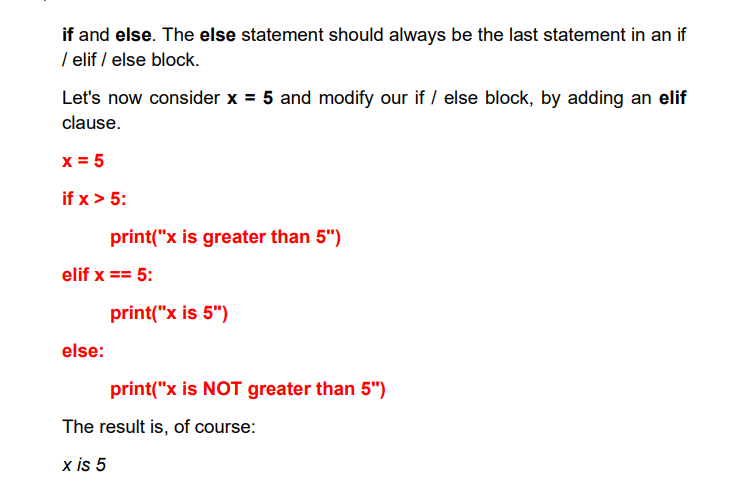 if and else. The else statement should always be the last statement in an if
/ elif / else block.
Let's now consider x = 5 and modify our if / else block, by adding an elif
clause.
x = 5
if x > 5:
print("x is greater than 5")
elif x == 5:
print("x is 5")
else:
print("x is NOT greater than 5")
The result is, of course:
x is 5